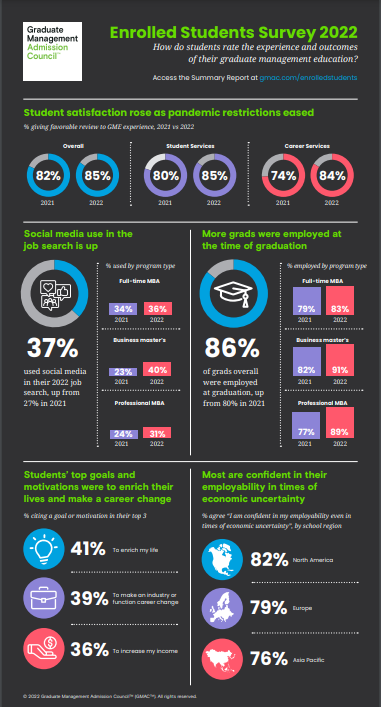 Graduate
Management
Admission
Council™
Enrolled Students Survey 2022
How do students rate the experience and outcomes
of their graduate management education?
Access the Summary Report at gmac.com/enrolledstudents
Student satisfaction rose as pandemic restrictions eased
% giving favorable review to GME experience, 2021 vs 2022
Overall
82%
2021
85%
2022
Student Services
80%
2021
85%
2022
Career Services
74%
2021
84%
2022
Social media use in the
job search is up
37%
used social media
in their 2022 job
search, up from
27% in 2021
% used by program type
Full-time MBA
34%
2021
36%
2022
Business master's
23%
2021
40%
2022
Professional MBA
24%
2021
31%
2022
More grads were employed at
the time of graduation
86%
of grads overall
were employed
at graduation, up
from 80% in 2021
% employed by program type
Full-time MBA
79%
2021
83%
2022
Business master's
82%
2021
91%
2022
Professional MBA
77%
2021
89%
2022
Students' top goals and
motivations were to enrich their
lives and make a career change
% citing a goal or motivation in their top 3
41% To enrich my life
39% To make an industry or
function career change
36% To increase my income
Most are confident in their
employability in times of
economic uncertainty
% agree "I am confident in my employability even in
times of economic uncertainty", by school region
82% North America
79% Europe
76% Asia Pacific
© 2022 Graduate Management Admission Council™ (GMAC™). All rights reserved.